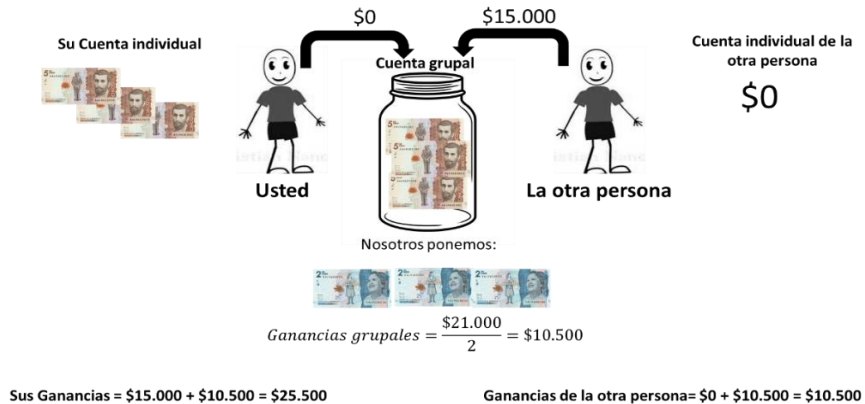 $0
$15.000
Su Cuenta individual
Cuenta grupal
Cuenta individual de la
otra persona
$0
Usted
La otra persona
Nosotros ponemos:
Ganancias grupales = $21.000 / 2 = $10.500
Sus Ganancias = $15.000 + $10.500 = $25.500
Ganancias de la otra persona= $0 + $10.500 = $10.500